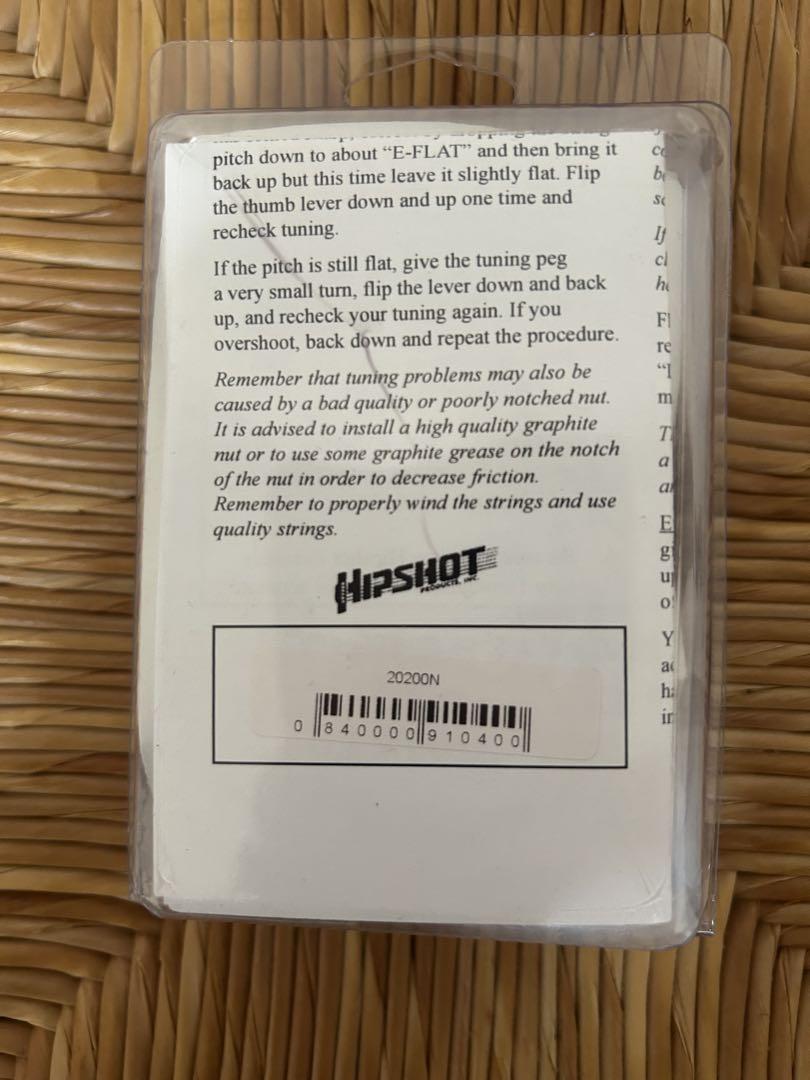 pitch down to about “E-FLAT” and then bring it
back up but this time leave it slightly flat. Flip
the thumb lever down and up one time and
recheck tuning.
If the pitch is still flat, give the tuning peg
a very small turn, flip the lever down and back
up, and recheck your tuning again. If you
overshoot, back down and repeat the procedure.
Remember that tuning problems may also be
caused by a bad quality or poorly notched nut.
It is advised to install a high quality graphite
nut or to use some graphite grease on the notch
of the nut in order to decrease friction.
Remember to properly wind the strings and use
quality strings.
HIPSHOT
PRODUCTS, INC.
20200N
0 840000 910400